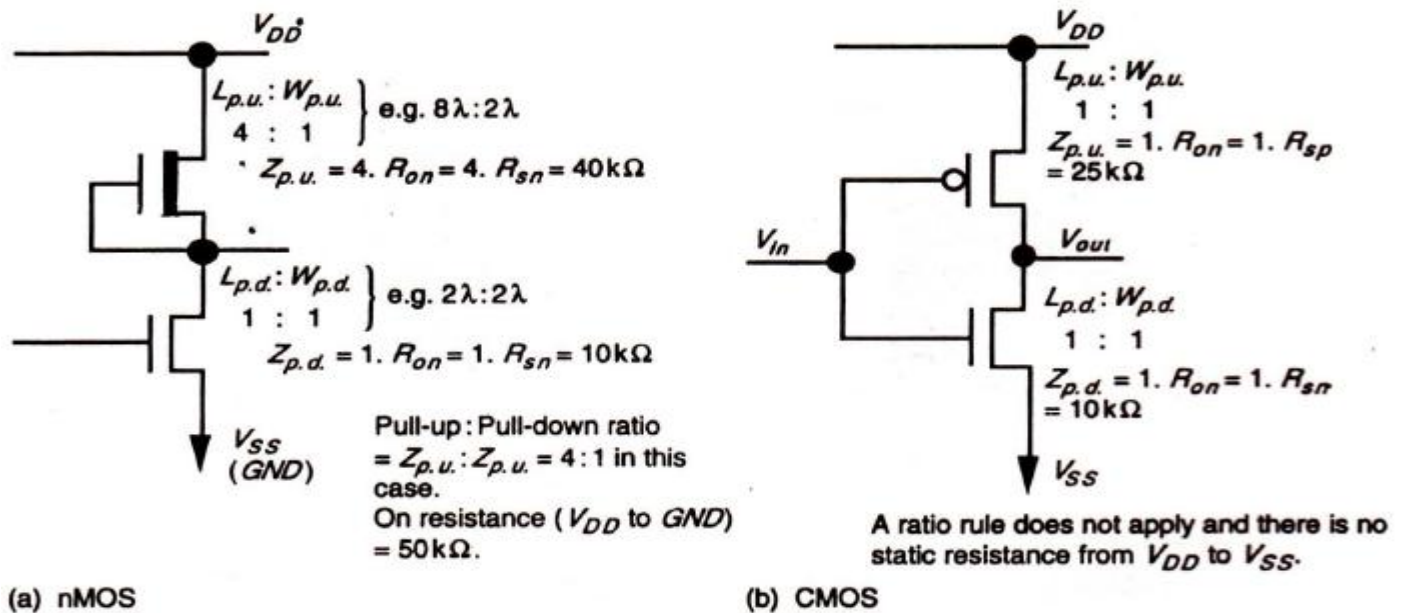 V_DD
L_p.u. : W_p.u.
4 : 1
} e.g. 8λ:2λ
Z_p.u. = 4. R_on = 4. R_sn = 40kΩ
L_p.d. : W_p.d.
1 : 1
} e.g. 2λ:2λ
Z_p.d. = 1. R_on = 1. R_sn = 10kΩ
V_SS
(GND)
Pull-up : Pull-down ratio
= Z_p.u. : Z_p.u. = 4 : 1 in this
case.
On resistance (V_DD to GND)
= 50kΩ.
(a) nMOS
V_DD
L_p.u. : W_p.u.
1 : 1
Z_p.u. = 1. R_on = 1. R_sp
= 25kΩ
V_in
V_out
L_p.d. : W_p.d.
1 : 1
Z_p.d. = 1. R_on = 1. R_sn
= 10kΩ
V_SS
A ratio rule does not apply and there is no
static resistance from V_DD to V_SS.
(b) CMOS